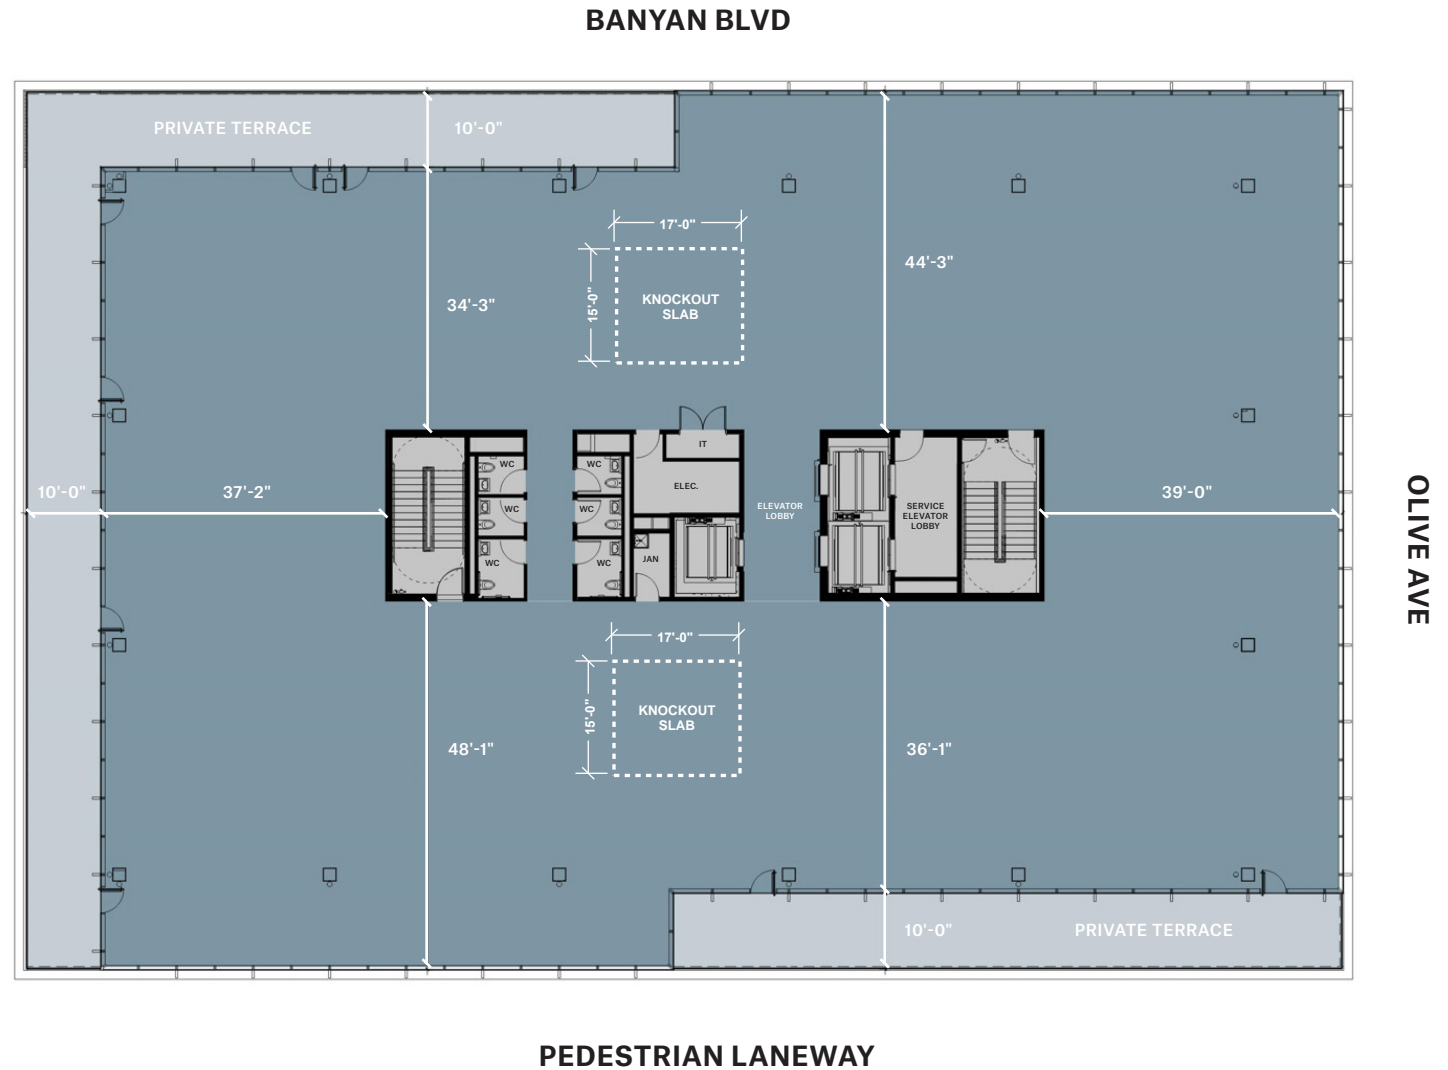 BANYAN BLVD
PRIVATE TERRACE
10'-0"
17'-0"
44'-3"
15'-0"
KNOCKOUT
SLAB
34'-3"
IT
WC
WC
ELEC.
10'-0"
37'-2"
39'-0"
WC
WC
ELEVATOR
LOBBY
SERVICE
ELEVATOR
LOBBY
OLIVE AVE
WC
WC
JAN
17'-0"
15'-0"
KNOCKOUT
SLAB
48'-1"
36'-1"
10'-0"
PRIVATE TERRACE
PEDESTRIAN LANEWAY